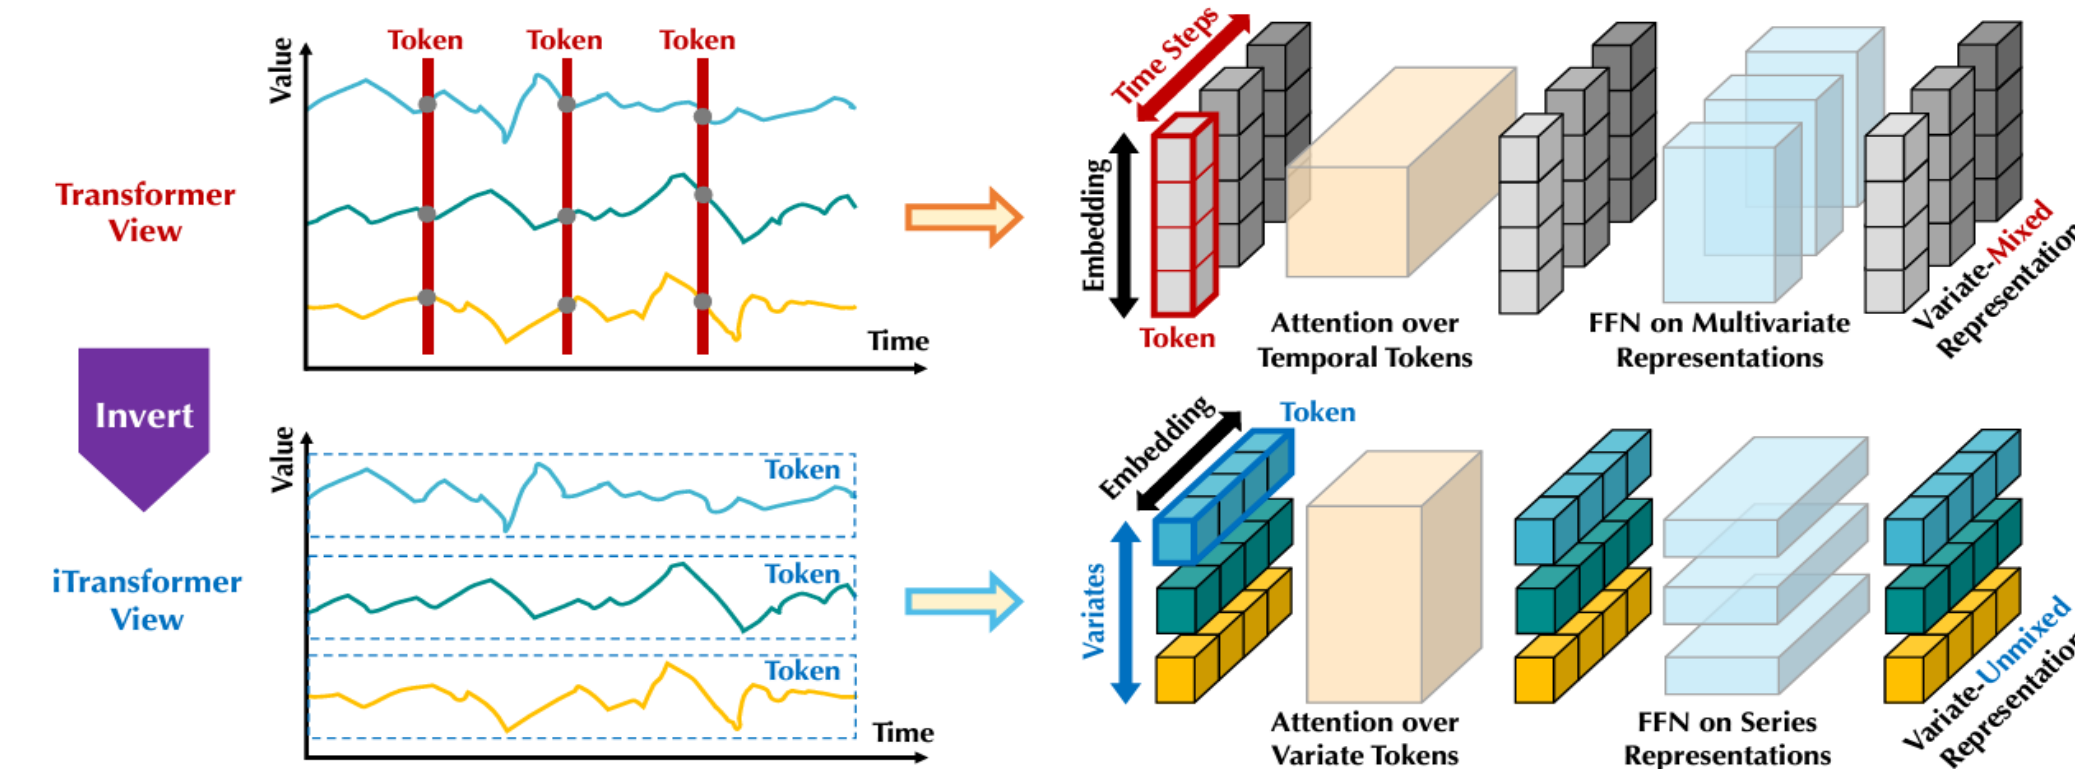 Token
Token
Token
Value
Time
Transformer
View
Time Steps
Embedding
Token
Attention over
Temporal Tokens
FFN on Multivariate
Representations
Variate-Mixed
Representation
Invert
Value
Token
Token
Token
Time
iTransformer
View
Embedding
Token
Variates
Attention over
Variate Tokens
FFN on Series
Representations
Variate-Unmixed
Representation